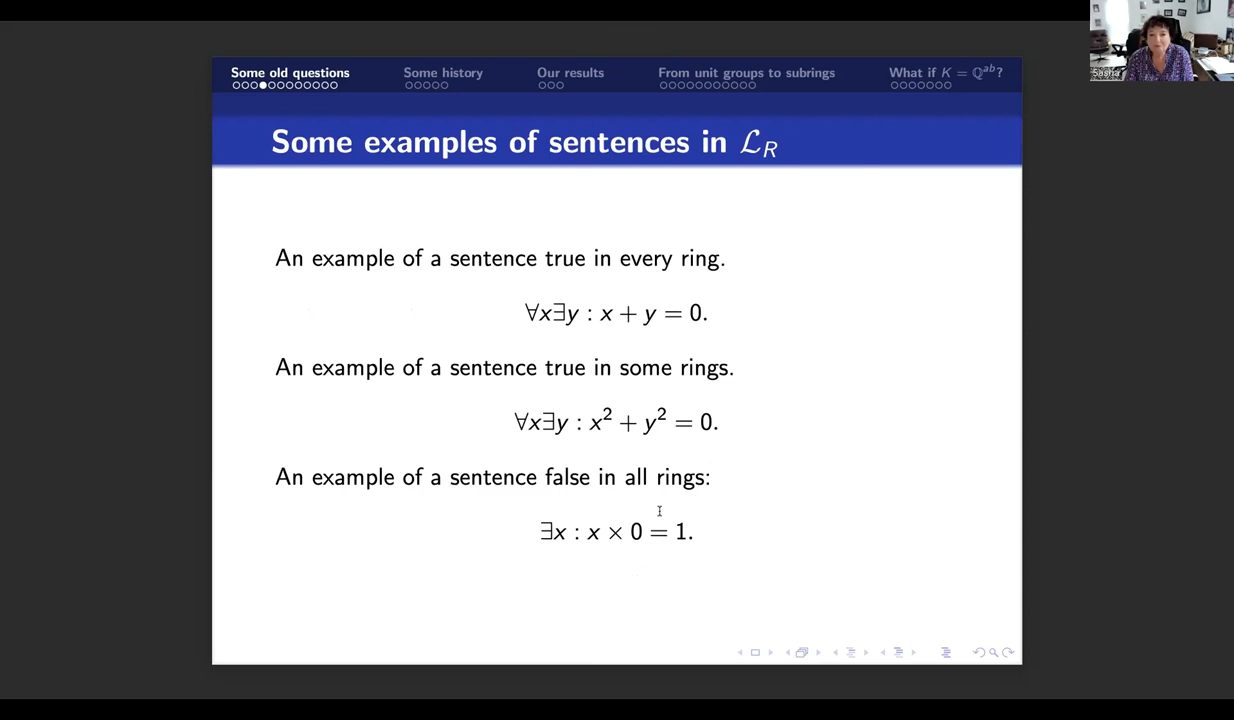 Some old questions Some history Our results From unit groups to subrings What if K = ℚᵃᵇ?
Some examples of sentences in ℒ_R
An example of a sentence true in every ring.
∀x∃y : x + y = 0.
An example of a sentence true in some rings.
∀x∃y : x² + y² = 0.
An example of a sentence false in all rings:
∃x : x × 0 = 1.
Sasha